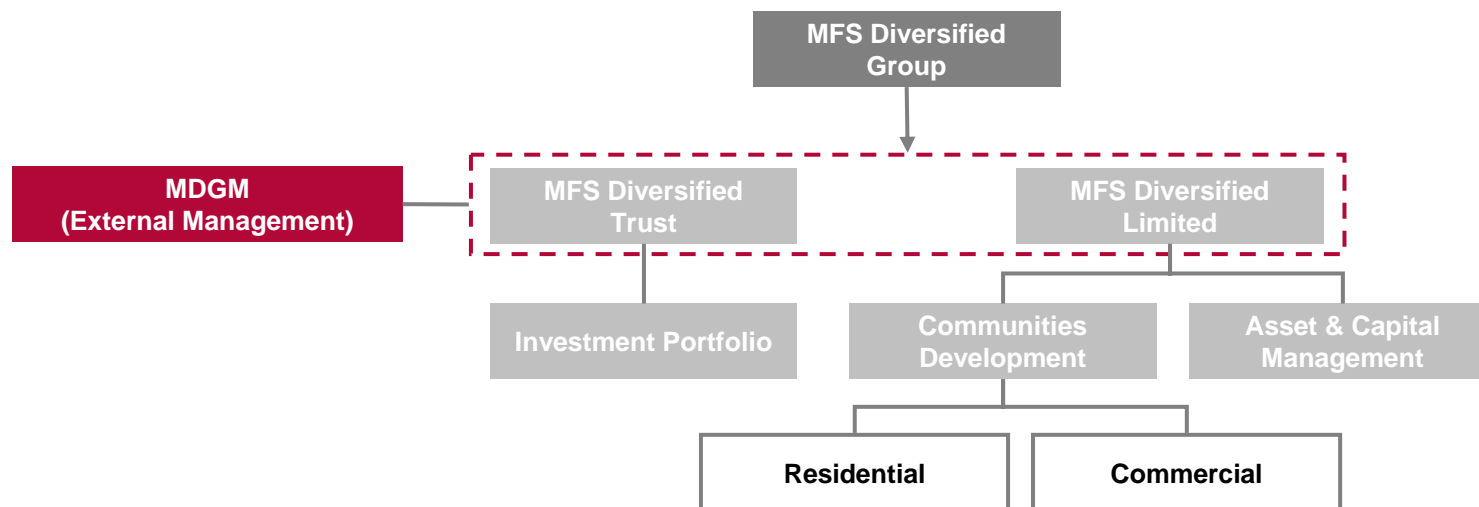 MFS Diversified
Group
MDGM
(External Management)
MFS Diversified
Trust
MFS Diversified
Limited
Investment Portfolio
Communities
Development
Asset & Capital
Management
Residential
Commercial